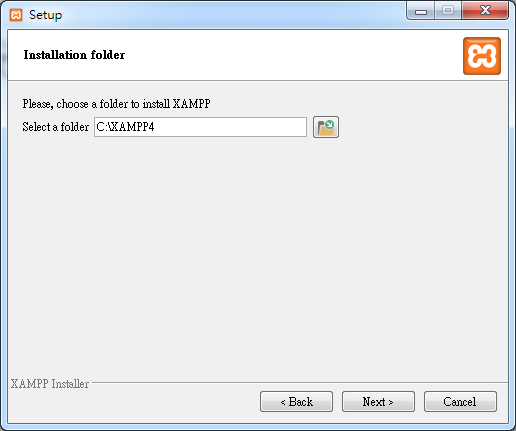 Setup
Installation folder
Please, choose a folder to install XAMPP
Select a folder C:\XAMPP4
XAMPP Installer
< Back Next > Cancel